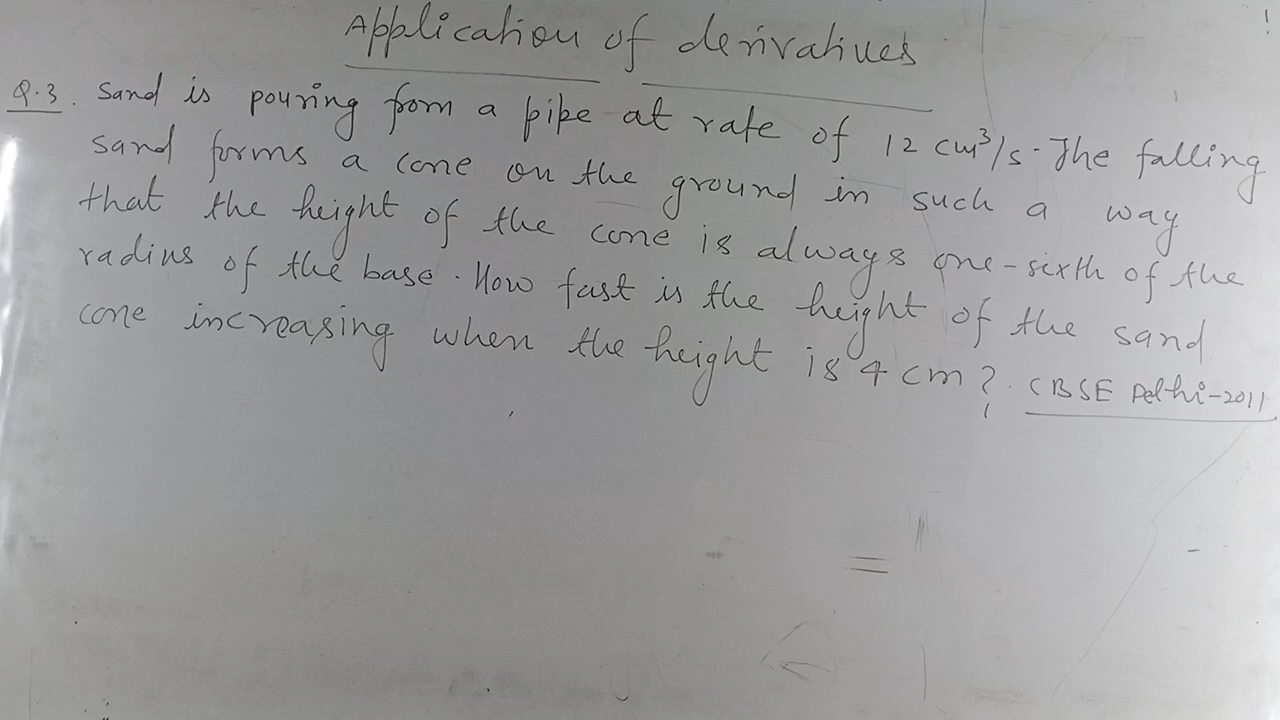 Application of derivatives
Q.3. Sand is pouring from a pipe at rate of 12 cm³/s. The falling
sand forms a cone on the ground in such a way
that the height of the cone is always one-sixth of the
radius of the base. How fast is the height of the sand
cone increasing when the height is 4 cm? CBSE Delhi-2011